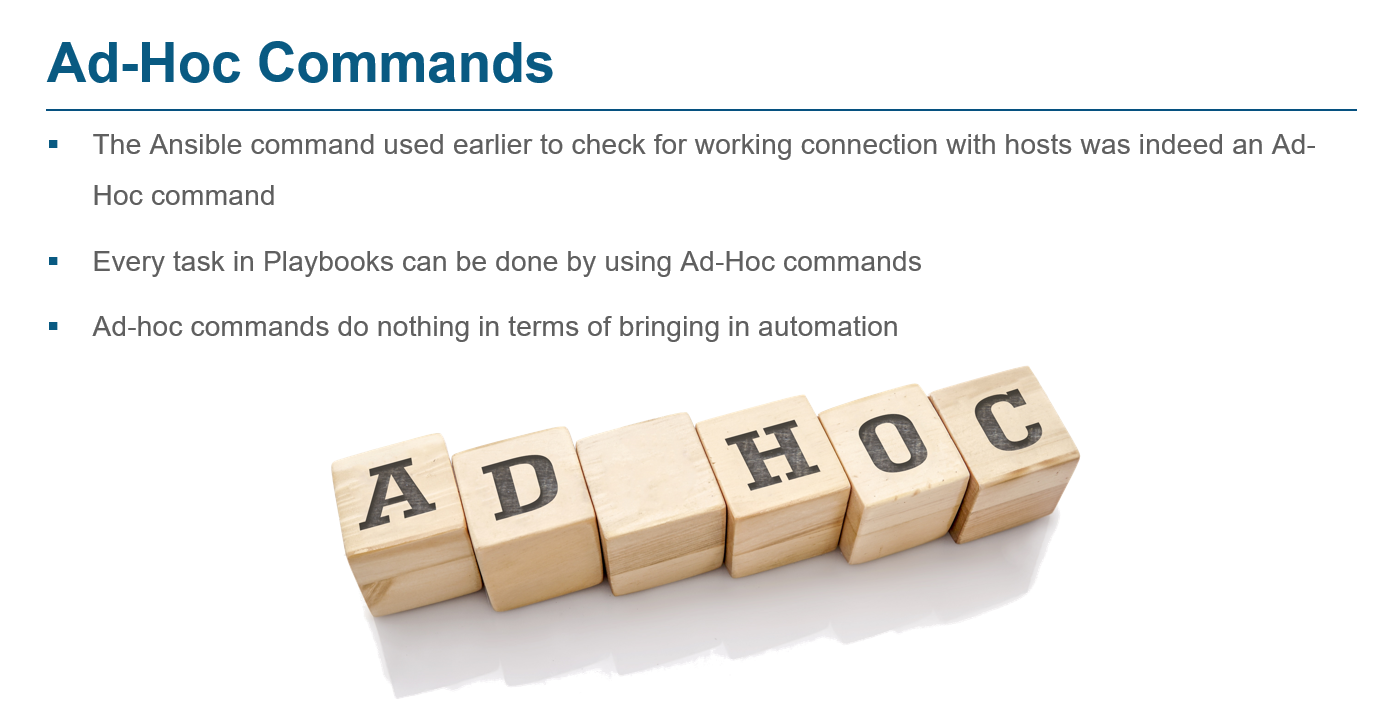 Ad-Hoc Commands
The Ansible command used earlier to check for working connection with hosts was indeed an Ad-
Hoc command
Every task in Playbooks can be done by using Ad-Hoc commands
Ad-hoc commands do nothing in terms of bringing in automation
AD HOC